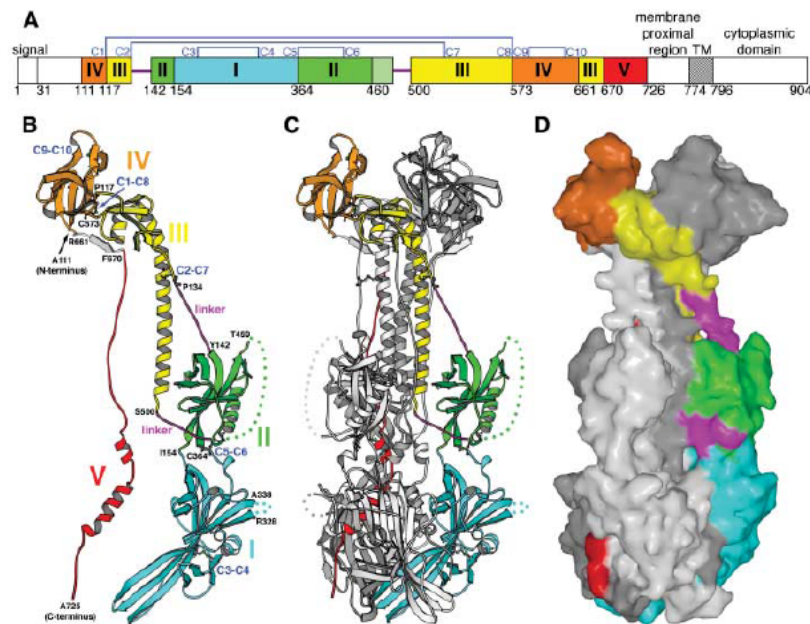 A
signal
C1 C2 C3 C4 C5 C6 C7 C8 C9 C10
membrane
proximal
region TM
cytoplasmic
domain
IV III II I II III IV III V
1 31 111 117 142 154 364 460 500 573 661 670 726 774 796 904
B
C
D
C9-C10
IV
P117
C1-C8
III
C573
R661
A111
(N-terminus)
F670
C2-C7
P134
linker
T460
Y142
S500
linker
II
I154
C364
C5-C6
V
A338
R328
I
C3-C4
A725
(C-terminus)